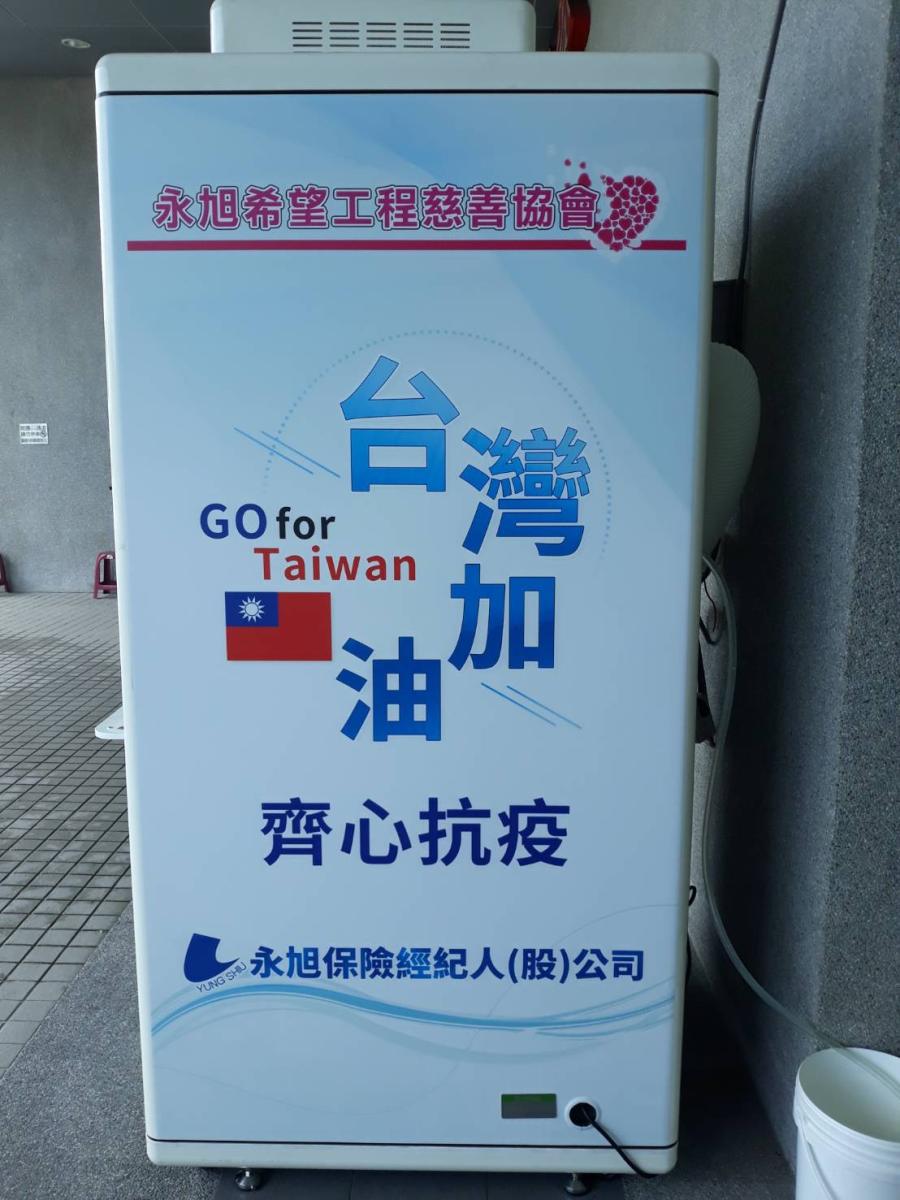 永旭希望工程慈善協會
台灣加油
GO for
Taiwan
齊心抗疫
YUNG SHIU
永旭保險經紀人(股)公司